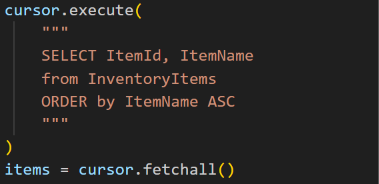 cursor.execute(
    """
    SELECT ItemId, ItemName
    from InventoryItems
    ORDER by ItemName ASC
    """
)
items = cursor.fetchall()